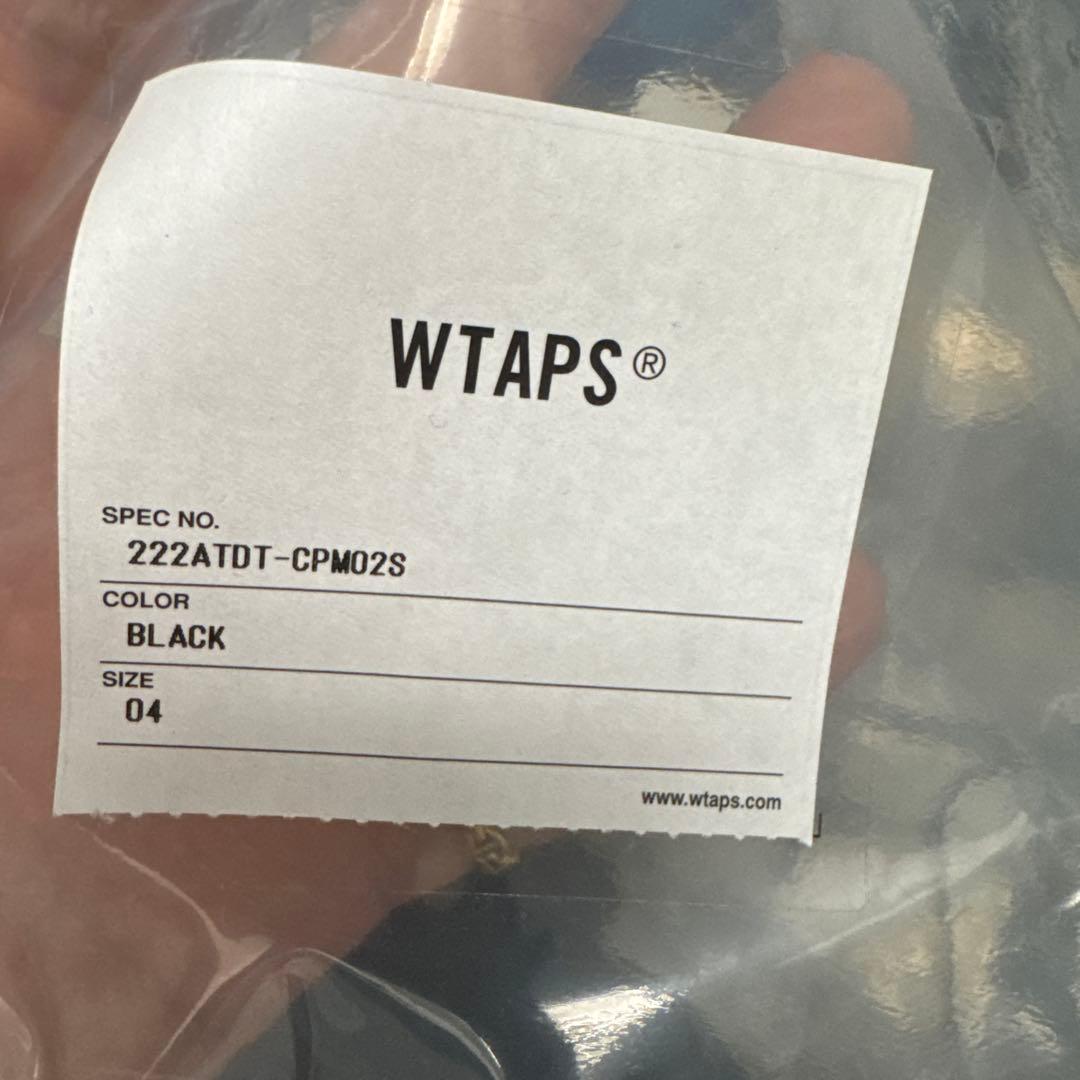 WTAPS®
SPEC NO.
222ATDT-CPM02S
COLOR
BLACK
SIZE
04
www.wtaps.com